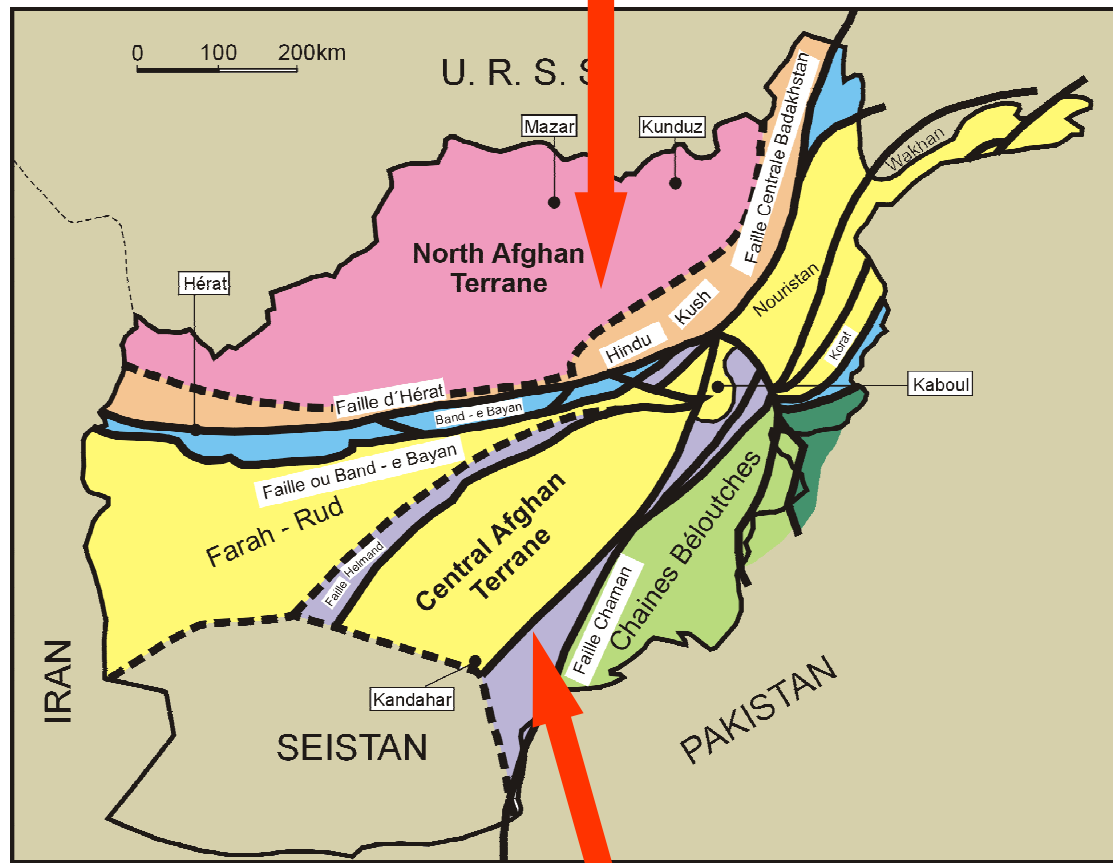 0 100 200km
U. R. S. S
Mazar
Kunduz
Faille Centrale Badakhstan
Wakhan
North Afghan
Terrane
Hérat
Nouristan
Kush
Hindu
Korat
Kaboul
Faille d´Hérat
Band - e Bayan
Faille ou Band - e Bayan
Farah - Rud
Faille Helmand
Central Afghan
Terrane
Chaines Béloutches
Faille Chaman
Kandahar
IRAN
SEISTAN
PAKISTAN